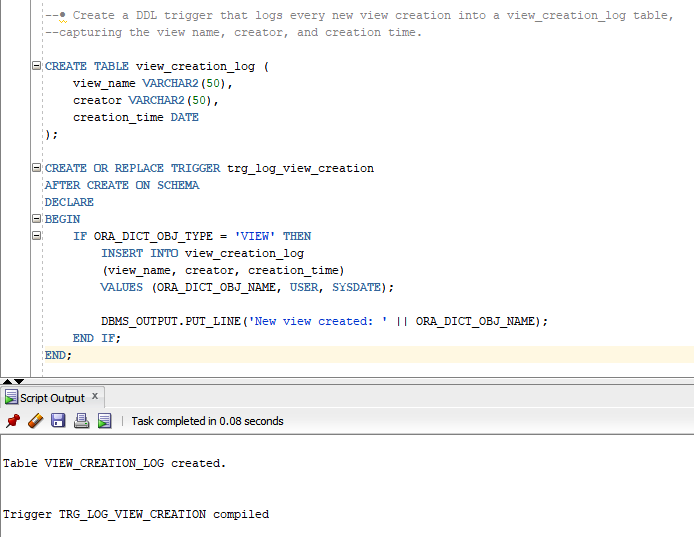 --● Create a DDL trigger that logs every new view creation into a view_creation_log table,
--capturing the view name, creator, and creation time.
CREATE TABLE view_creation_log (
    view_name VARCHAR2(50),
    creator VARCHAR2(50),
    creation_time DATE
);
CREATE OR REPLACE TRIGGER trg_log_view_creation
AFTER CREATE ON SCHEMA
DECLARE
BEGIN
    IF ORA_DICT_OBJ_TYPE = 'VIEW' THEN
        INSERT INTO view_creation_log
        (view_name, creator, creation_time)
        VALUES (ORA_DICT_OBJ_NAME, USER, SYSDATE);
        DBMS_OUTPUT.PUT_LINE('New view created: ' || ORA_DICT_OBJ_NAME);
    END IF;
END;
Script Output x
Task completed in 0.08 seconds
Table VIEW_CREATION_LOG created.
Trigger TRG_LOG_VIEW_CREATION compiled